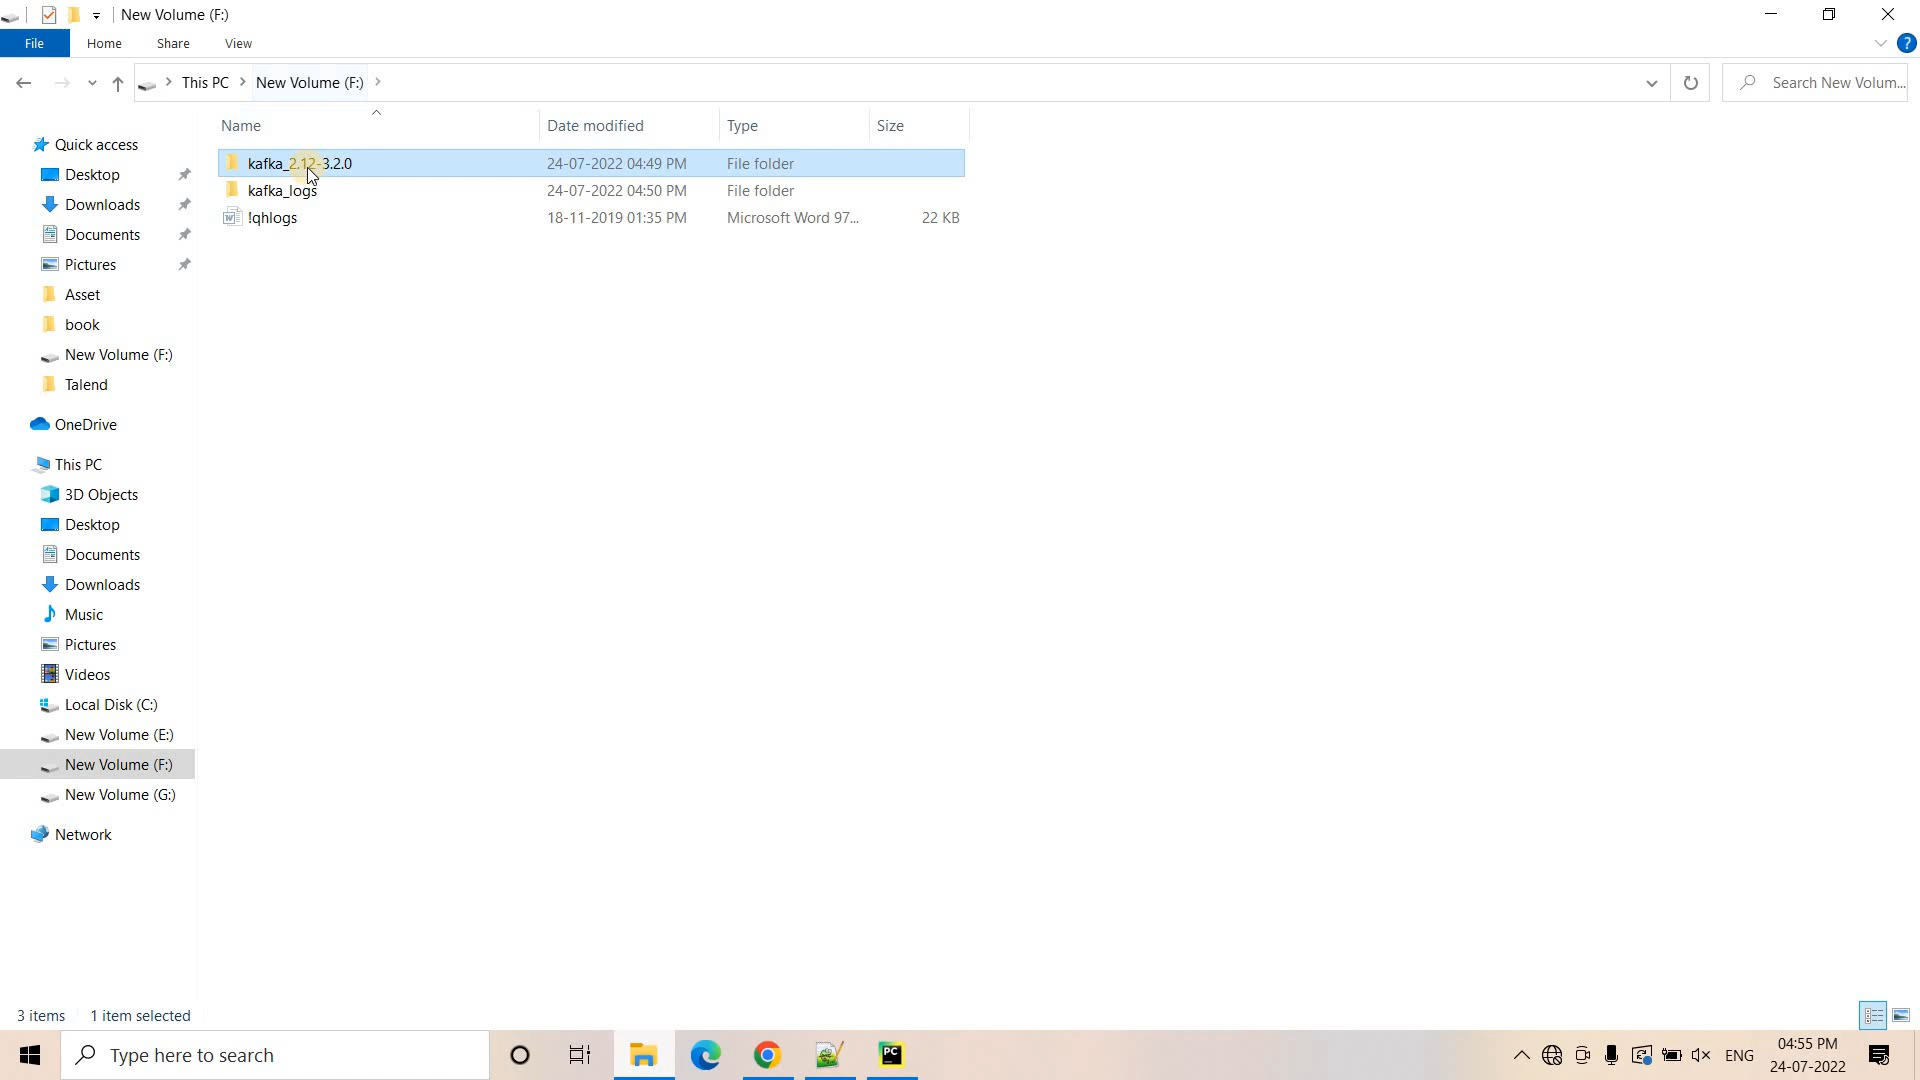 New Volume (F:)
File Home Share View
This PC New Volume (F:) Search New Volum...
Name Date modified Type Size
kafka_2.12-3.2.0 24-07-2022 04:49 PM File folder
kafka_logs 24-07-2022 04:50 PM File folder
!qhlogs 18-11-2019 01:35 PM Microsoft Word 97... 22 KB
Quick access
Desktop
Downloads
Documents
Pictures
Asset
book
New Volume (F:)
Talend
OneDrive
This PC
3D Objects
Desktop
Documents
Downloads
Music
Pictures
Videos
Local Disk (C:)
New Volume (E:)
New Volume (F:)
New Volume (G:)
Network
3 items 1 item selected
Type here to search
PC
ENG
04:55 PM
24-07-2022